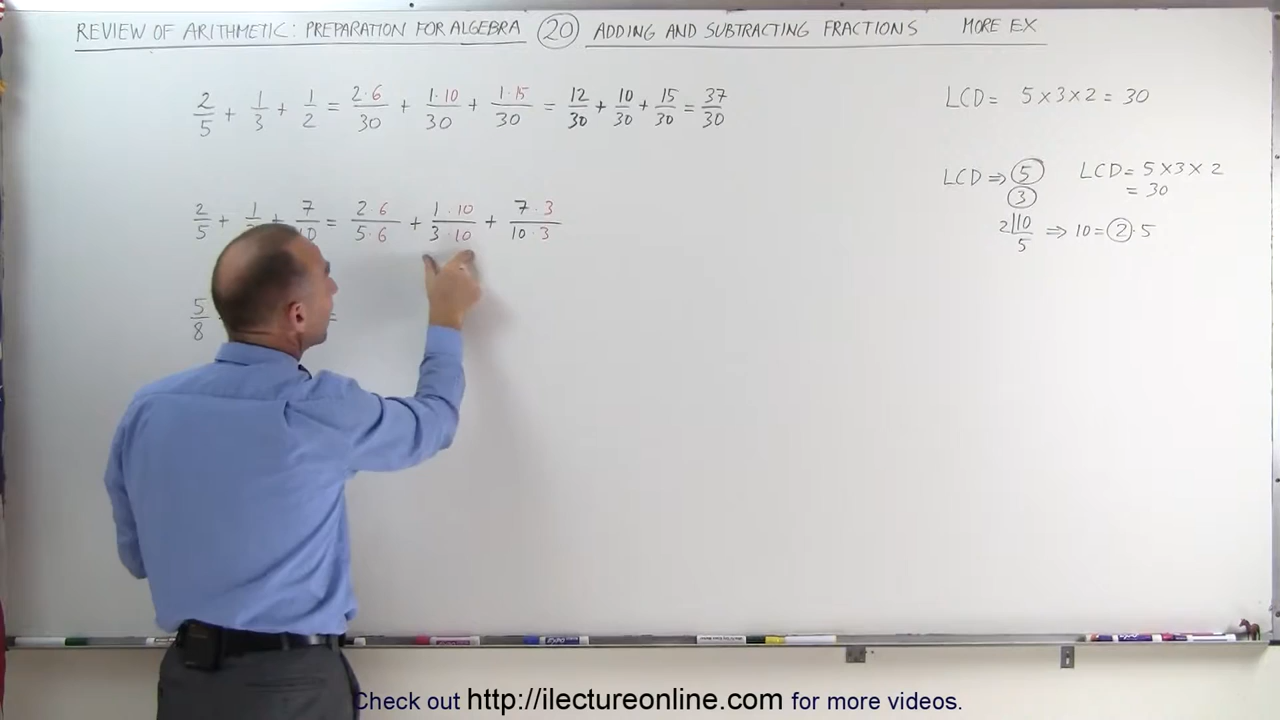 REVIEW OF ARITHMETIC: PREPARATION FOR ALGEBRA (20) ADDING AND SUBTRACTING FRACTIONS MORE EX
2/5 + 1/3 + 1/2 = 2·6/30 + 1·10/30 + 1·15/30 = 12/30 + 10/30 + 15/30 = 37/30
LCD = 5 × 3 × 2 = 30
LCD ⇒ 5
3
2|10
5
⇒ 10 = 2·5
LCD = 5 × 3 × 2
= 30
2/5 + 1/ + 7/10 = 2·6/5·6 + 1·10/3·10 + 7·3/10·3
5/8 =
EXPO
Check out http://ilectureonline.com for more videos.